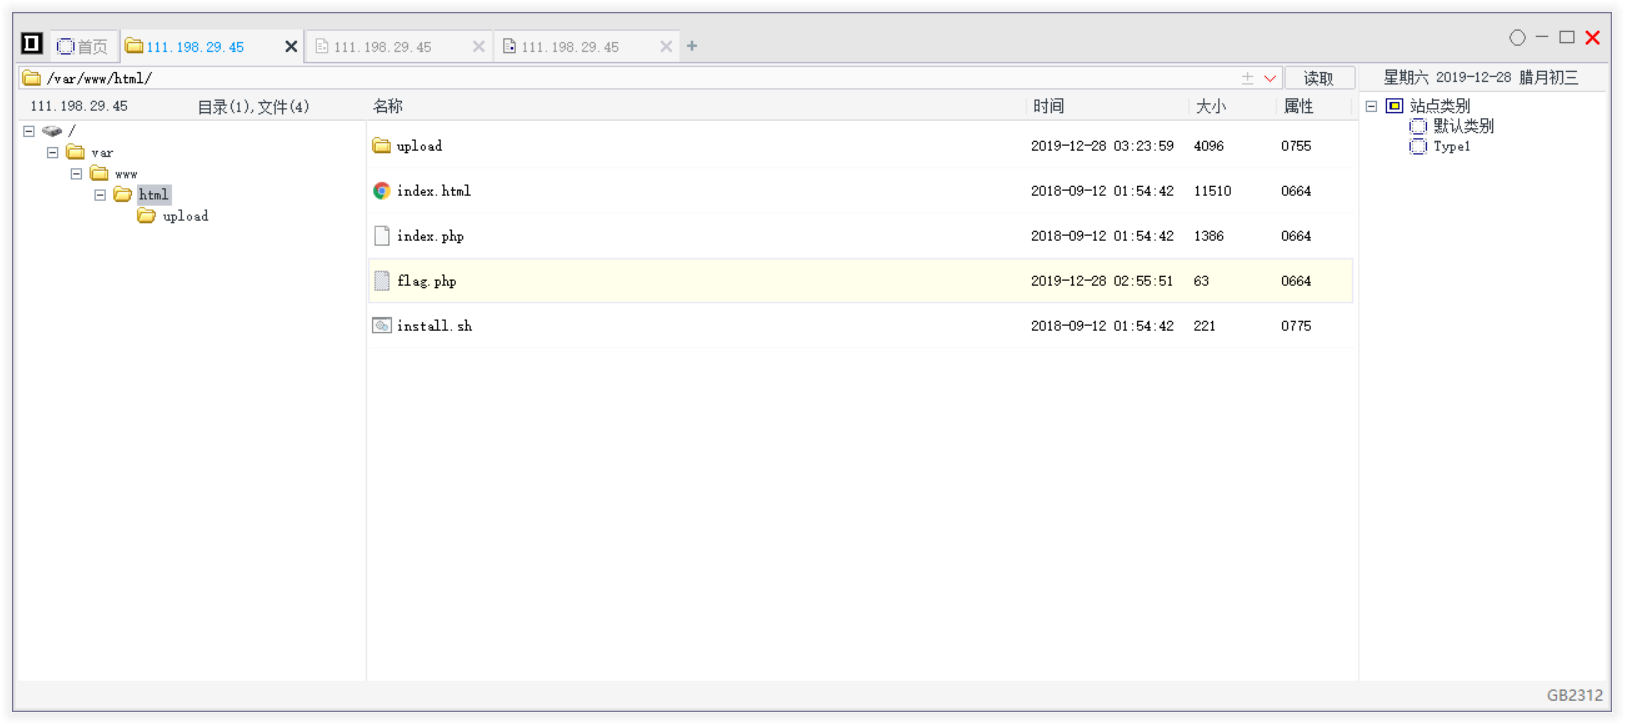 首页 111.198.29.45 111.198.29.45 111.198.29.45
/var/www/html/ 读取 星期六 2019-12-28 腊月初三
111.198.29.45 目录(1),文件(4) 名称 时间 大小 属性 站点类别
/
var
www
html
upload
upload 2019-12-28 03:23:59 4096 0755
index.html 2018-09-12 01:54:42 11510 0664
index.php 2018-09-12 01:54:42 1386 0664
flag.php 2019-12-28 02:55:51 63 0664
install.sh 2018-09-12 01:54:42 221 0775
默认类别
Type1
GB2312